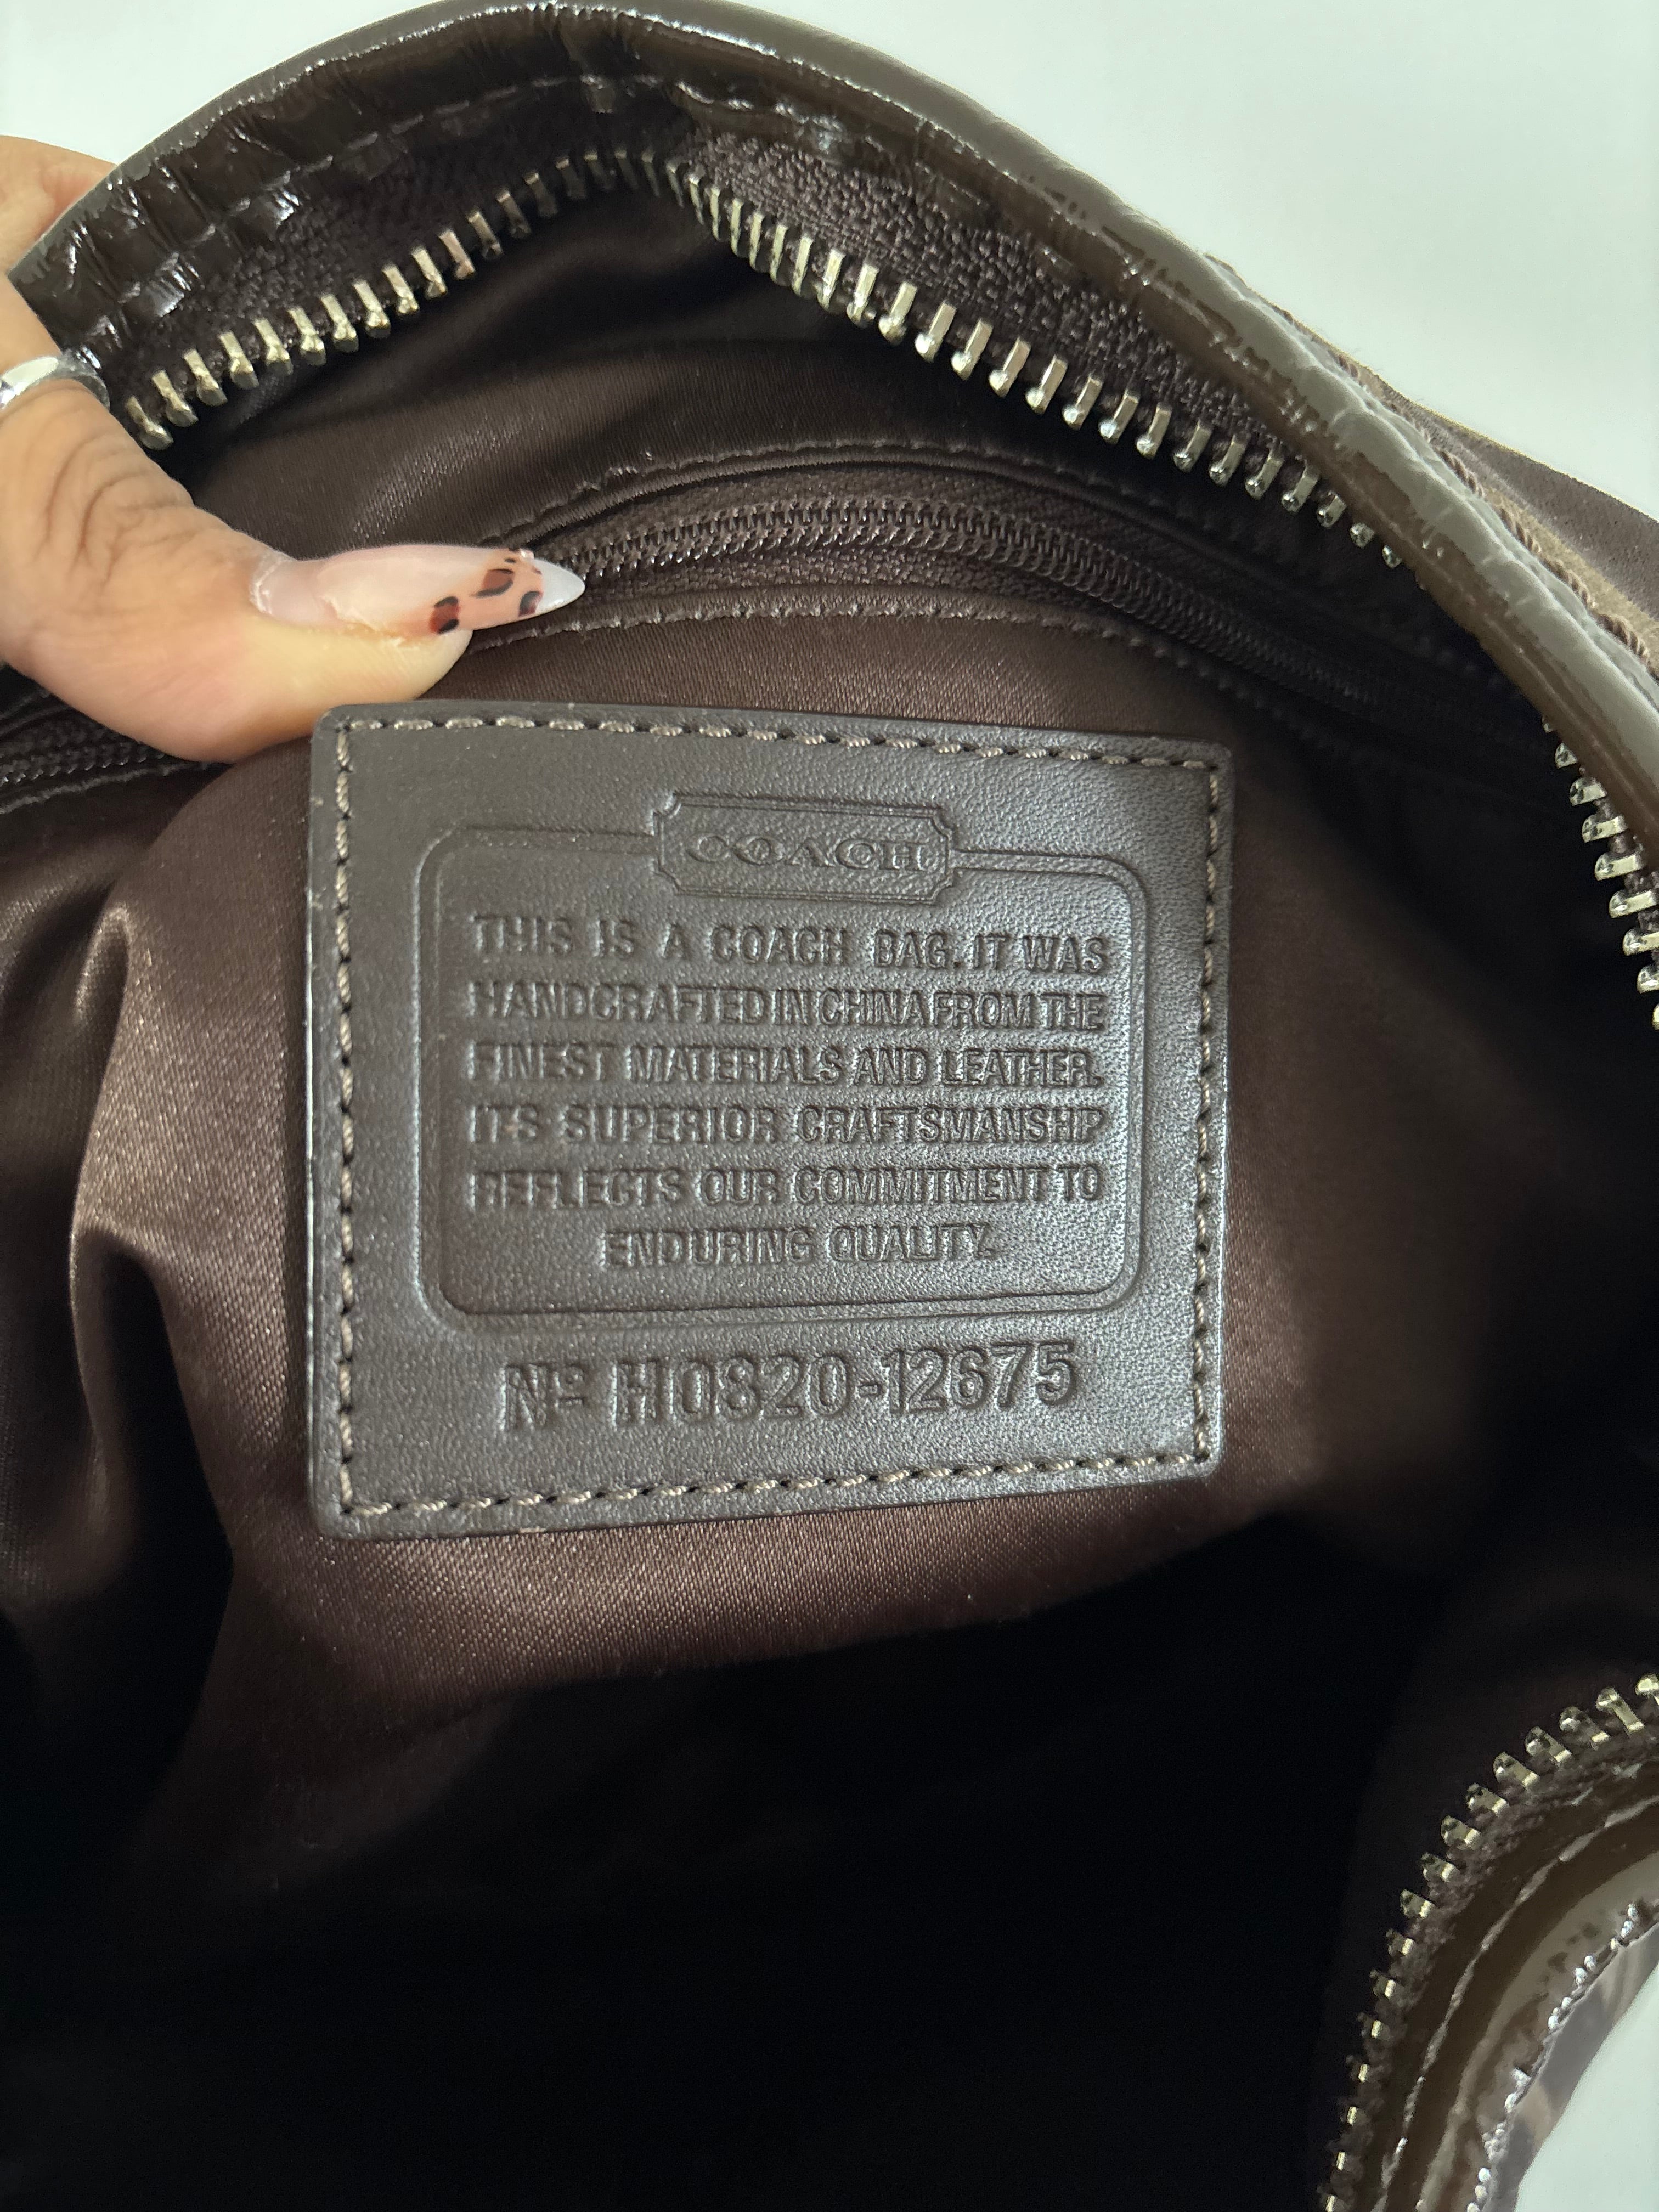 COACH
THIS IS A COACH BAG. IT WAS
HANDCRAFTED IN CHINA FROM THE
FINEST MATERIALS AND LEATHER.
ITS SUPERIOR CRAFTSMANSHIP
REFLECTS OUR COMMITMENT TO
ENDURING QUALITY.
Nº H0820-12675